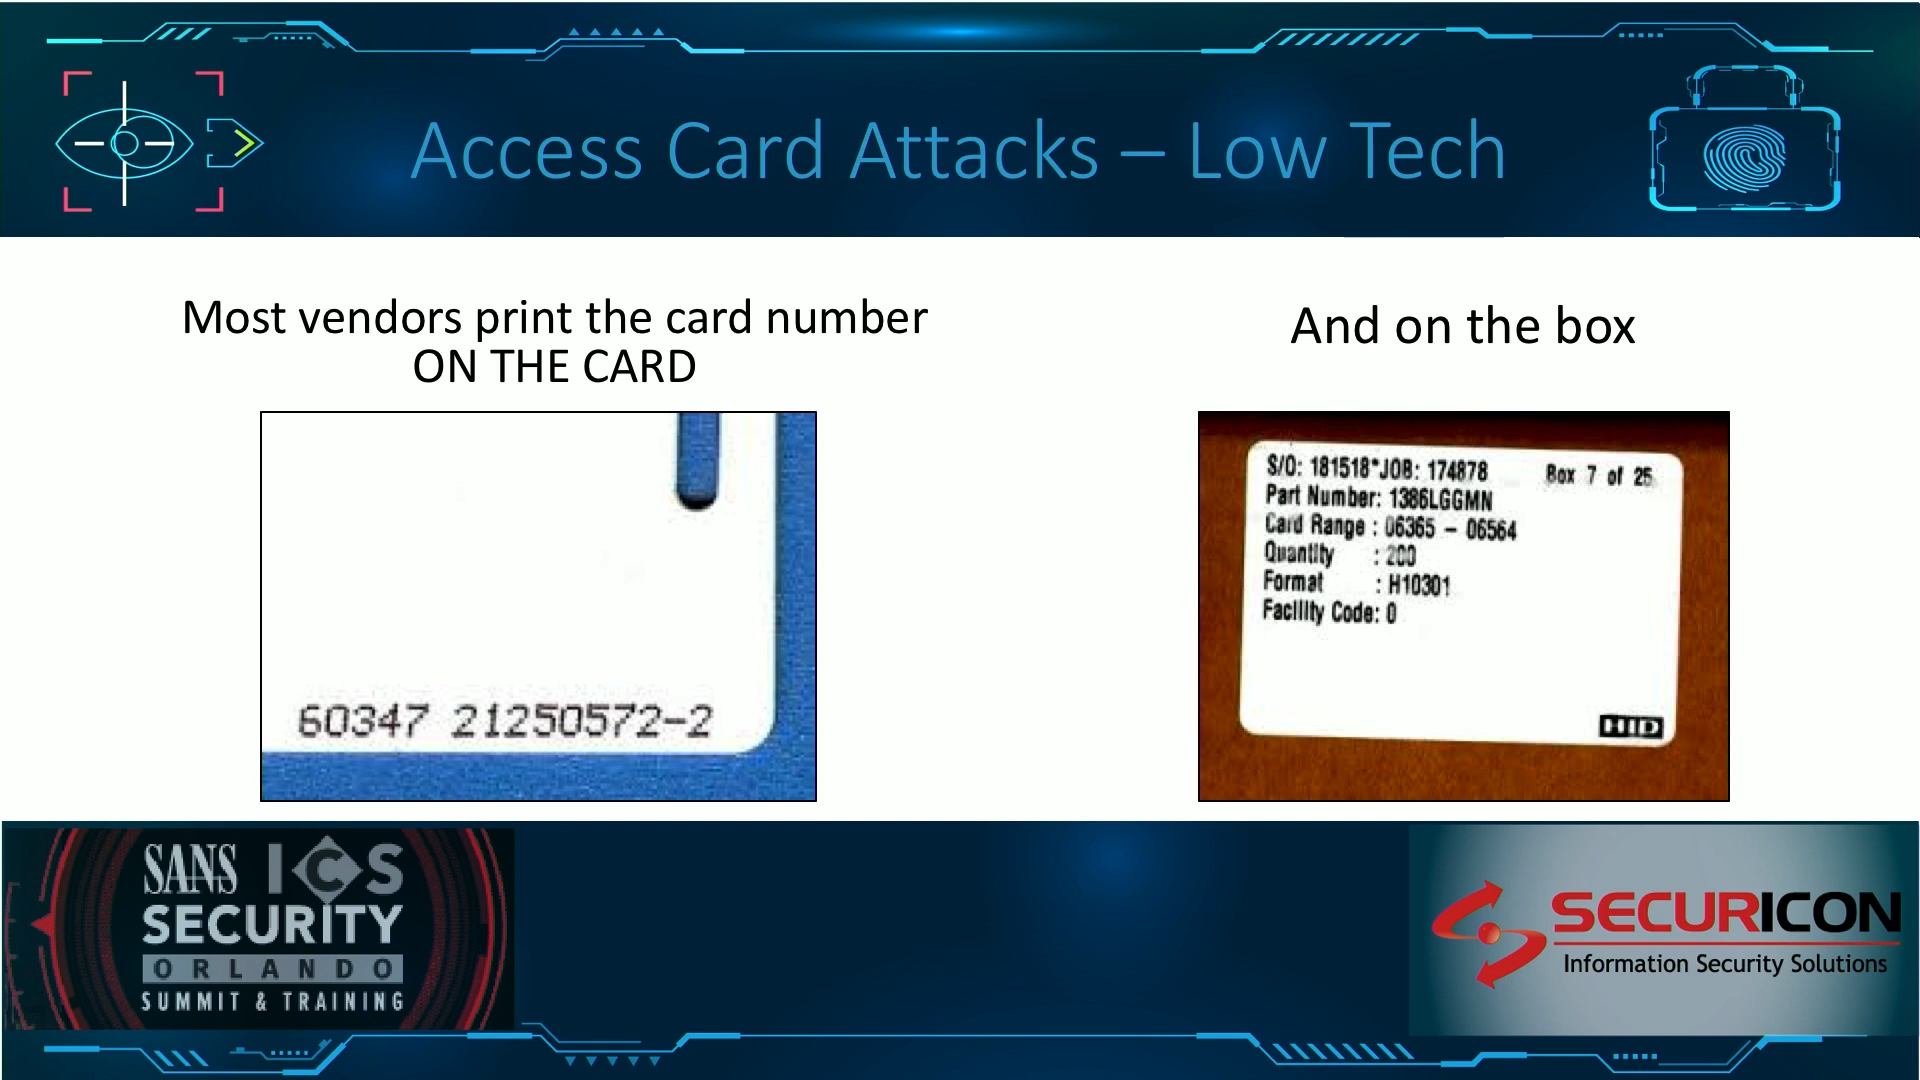 Access Card Attacks – Low Tech
Most vendors print the card number
ON THE CARD
60347 21250572-2
And on the box
S/O: 181518*JOB: 174878 Box 7 of 25
Part Number: 1386LGGMN
Card Range : 06365 – 06564
Quantity : 200
Format : H10301
Facility Code: 0
HID
SANS ICS
SECURITY
ORLANDO
SUMMIT & TRAINING
SECURICON
Information Security Solutions